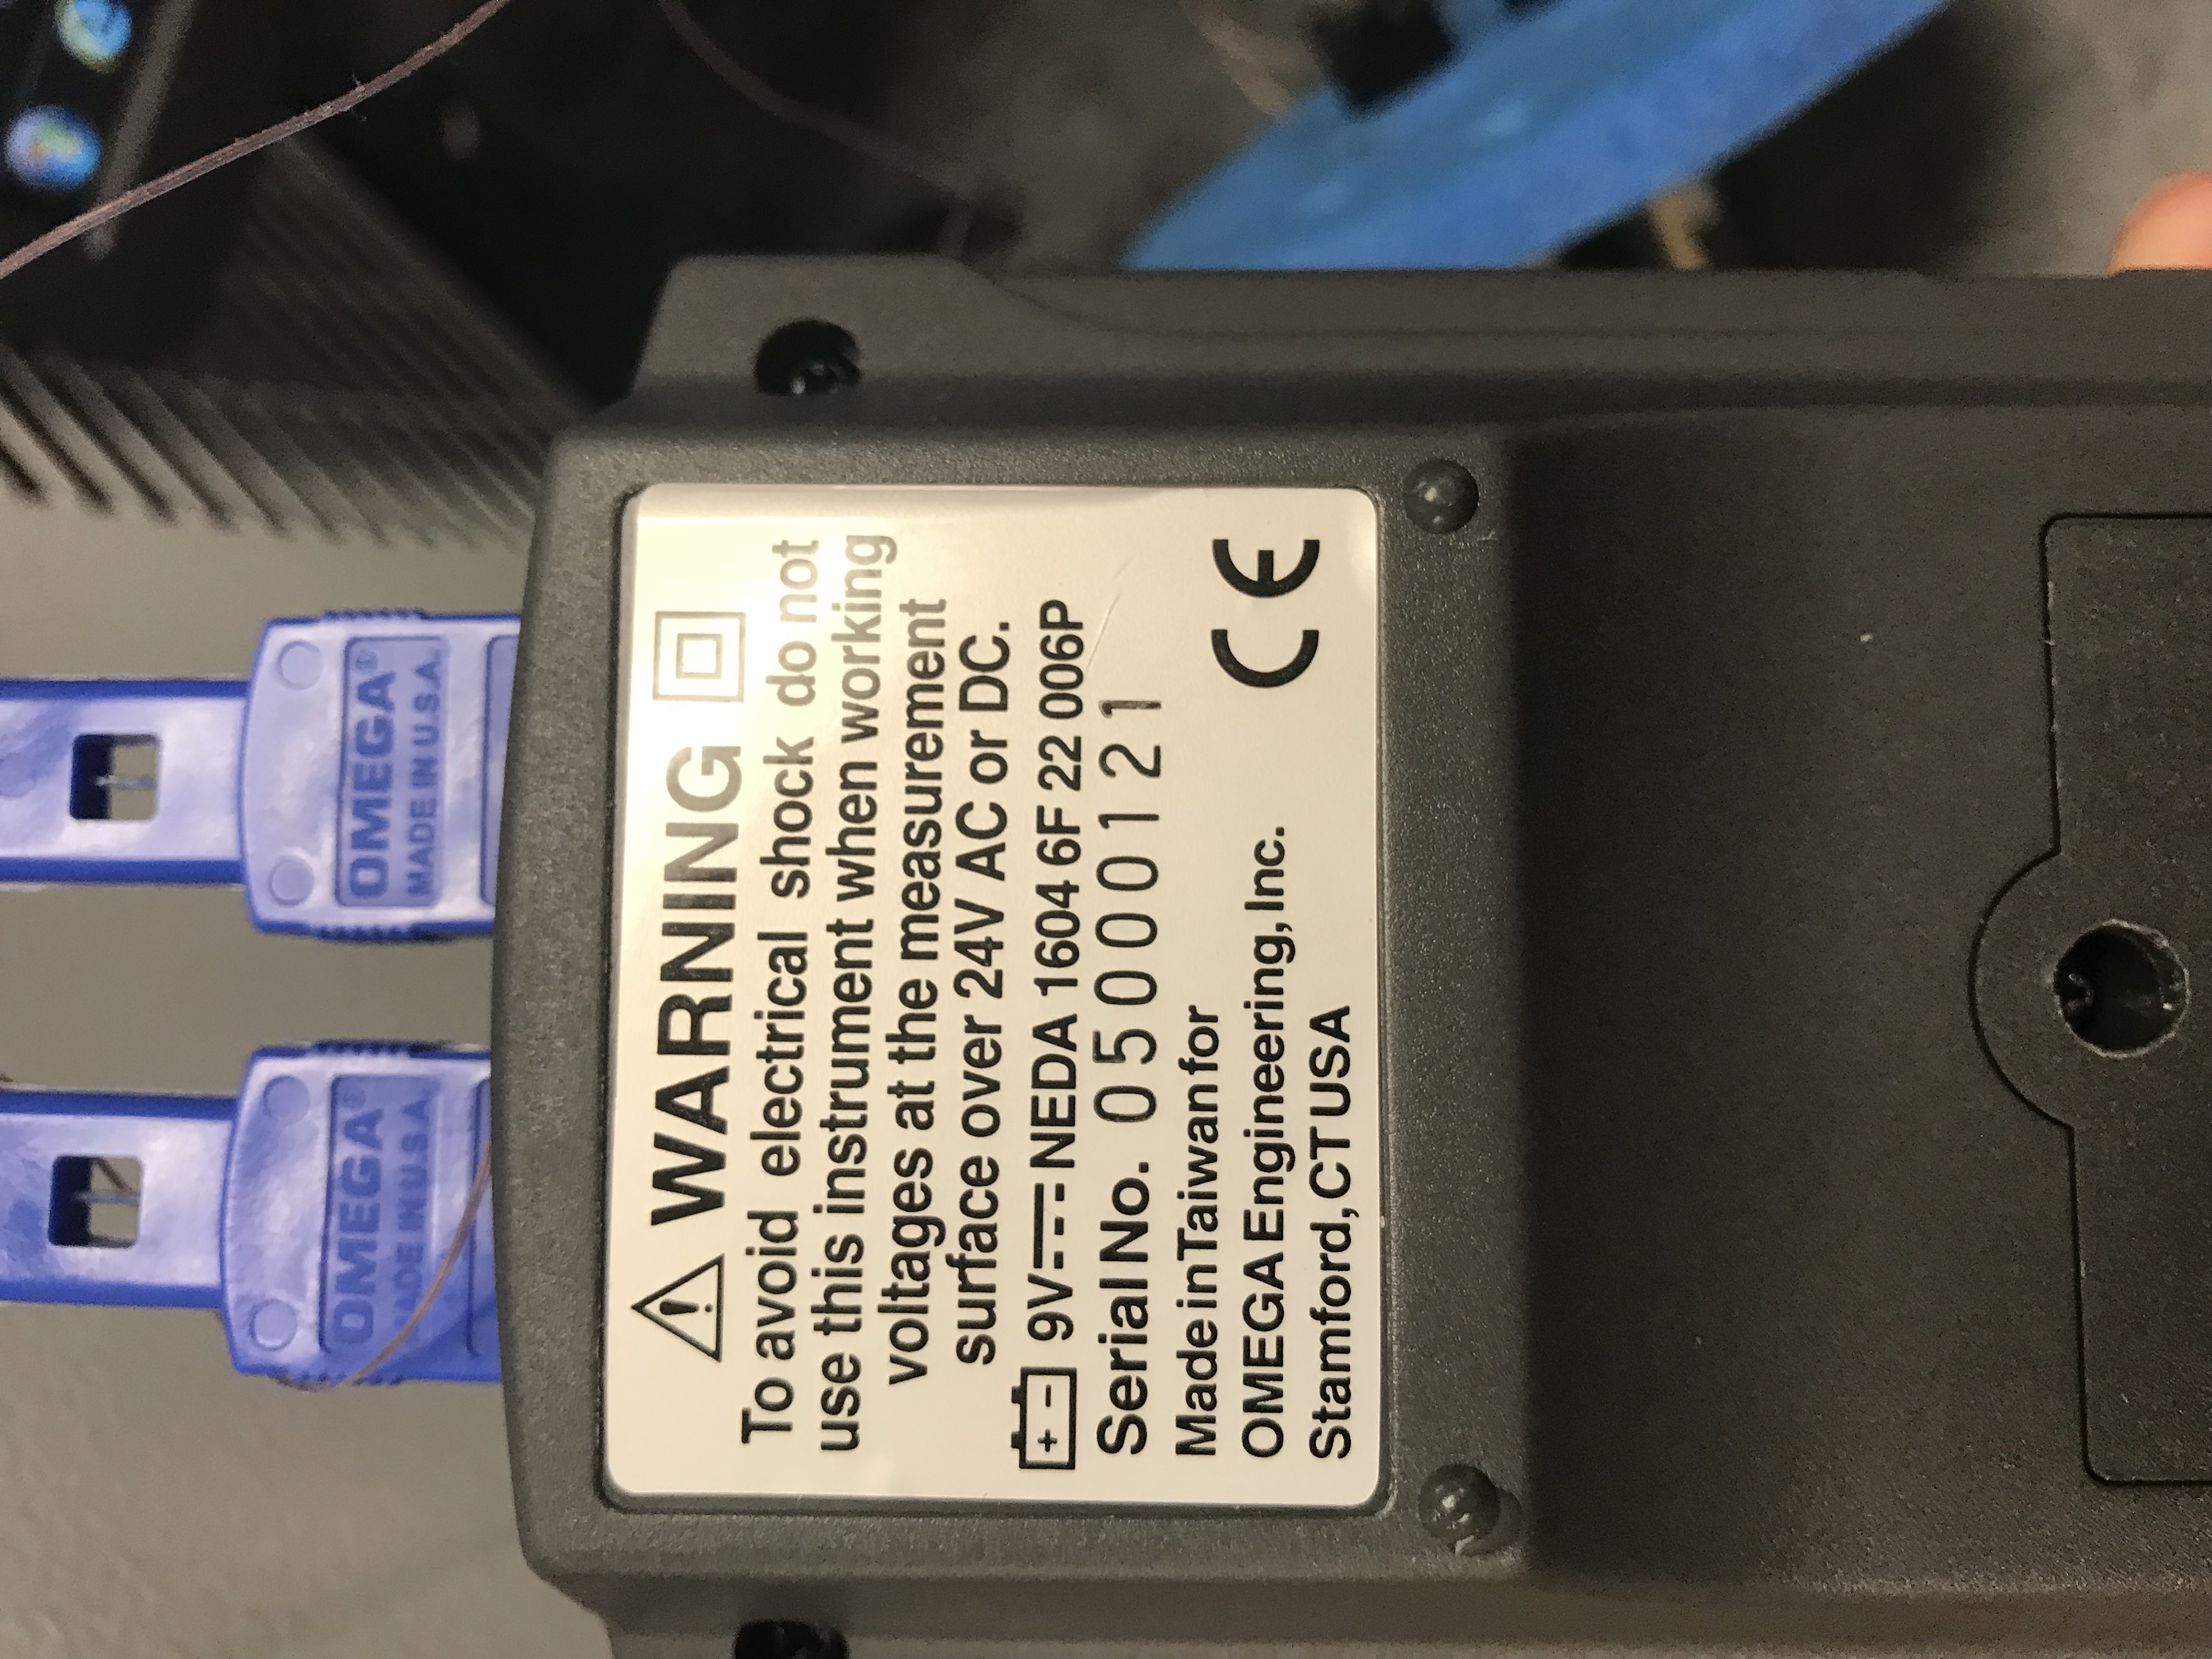 OMEGA®
MADE IN U.S.A.
OMEGA®
MADE IN U.S.A.
WARNING
To avoid electrical shock do not
use this instrument when working
voltages at the measurement
surface over 24V AC or DC.
+ - 9V NEDA 1604 6F 22 006P
Serial No. 05000121
Made in Taiwan for
OMEGA Engineering, Inc.
Stamford, CT USA
CE